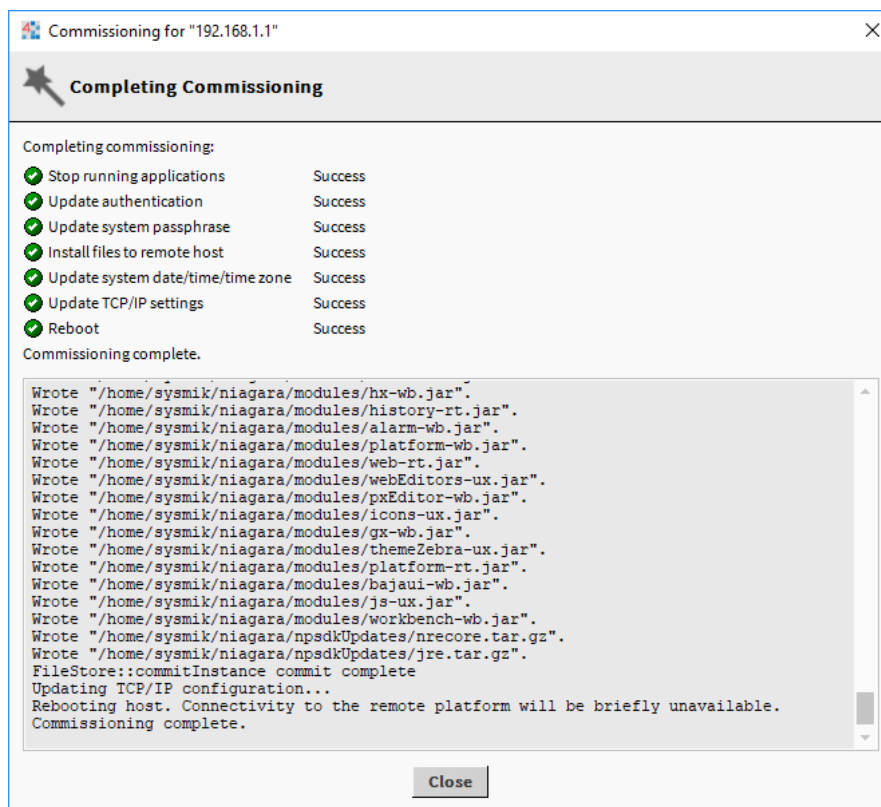 Commissioning for "192.168.1.1"
Completing Commissioning
Completing commissioning:
Stop running applications Success
Update authentication Success
Update system passphrase Success
Install files to remote host Success
Update system date/time/time zone Success
Update TCP/IP settings Success
Reboot Success
Commissioning complete.
Wrote "/home/sysmik/niagara/modules/hx-wb.jar".
Wrote "/home/sysmik/niagara/modules/history-rt.jar".
Wrote "/home/sysmik/niagara/modules/alarm-wb.jar".
Wrote "/home/sysmik/niagara/modules/platform-wb.jar".
Wrote "/home/sysmik/niagara/modules/web-rt.jar".
Wrote "/home/sysmik/niagara/modules/webEditors-ux.jar".
Wrote "/home/sysmik/niagara/modules/pxEditor-wb.jar".
Wrote "/home/sysmik/niagara/modules/icons-ux.jar".
Wrote "/home/sysmik/niagara/modules/gx-wb.jar".
Wrote "/home/sysmik/niagara/modules/themeZebra-ux.jar".
Wrote "/home/sysmik/niagara/modules/platform-rt.jar".
Wrote "/home/sysmik/niagara/modules/bajaui-wb.jar".
Wrote "/home/sysmik/niagara/modules/js-ux.jar".
Wrote "/home/sysmik/niagara/modules/workbench-wb.jar".
Wrote "/home/sysmik/niagara/npsdkUpdates/nrecore.tar.gz".
Wrote "/home/sysmik/niagara/npsdkUpdates/jre.tar.gz".
FileStore::commitInstance commit complete
Updating TCP/IP configuration...
Rebooting host. Connectivity to the remote platform will be briefly unavailable.
Commissioning complete.
Close